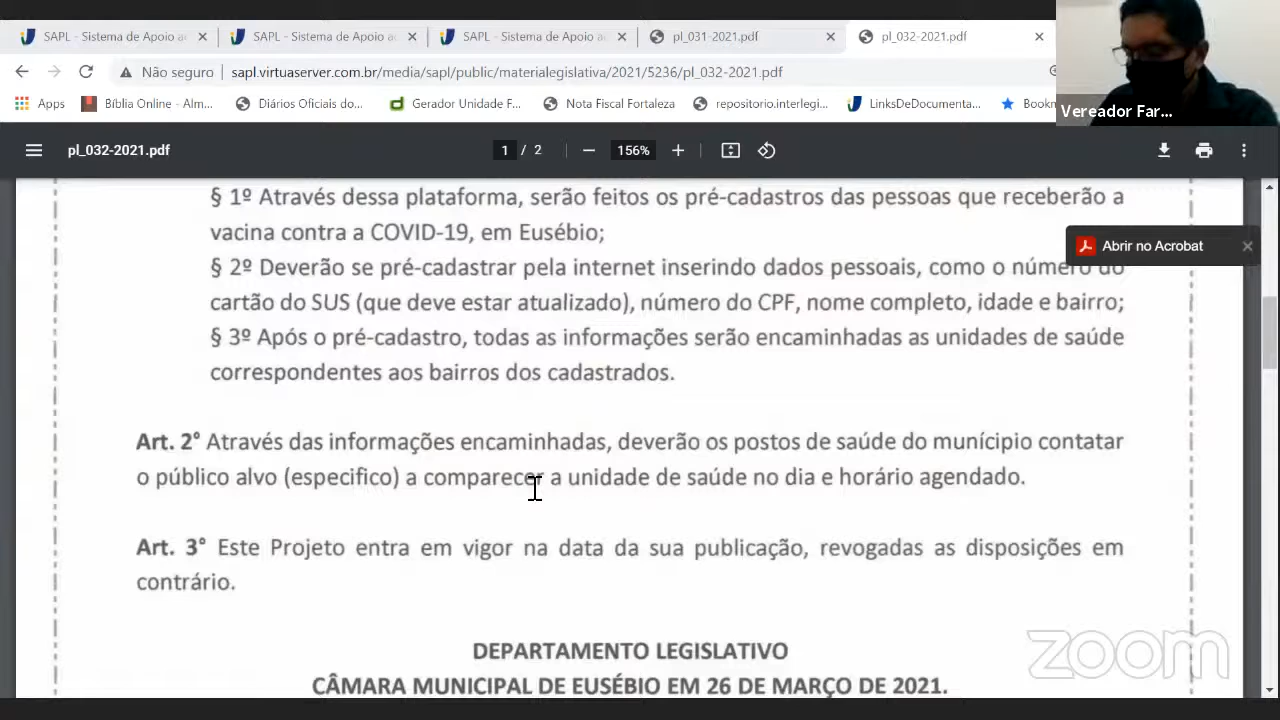 SAPL - Sistema de Apoio a
SAPL - Sistema de Apoio a
SAPL - Sistema de Apoio a
pl_031-2021.pdf
pl_032-2021.pdf
Não seguro | sapl.virtuaserver.com.br/media/sapl/public/materialegislativa/2021/5236/pl_032-2021.pdf
Apps
Bíblia Online - Alm...
Diários Oficiais do...
Gerador Unidade F...
Nota Fiscal Fortaleza
repositorio.interlegi...
LinksDeDocumenta...
Bookn
Vereador Far...
pl_032-2021.pdf
1 / 2
156%
Abrir no Acrobat
§ 1º Através dessa plataforma, serão feitos os pré-cadastros das pessoas que receberão a
vacina contra a COVID-19, em Eusébio;
§ 2º Deverão se pré-cadastrar pela internet inserindo dados pessoais, como o número do
cartão do SUS (que deve estar atualizado), número do CPF, nome completo, idade e bairro;
§ 3º Após o pré-cadastro, todas as informações serão encaminhadas as unidades de saúde
correspondentes aos bairros dos cadastrados.
Art. 2° Através das informações encaminhadas, deverão os postos de saúde do munícipio contatar
o público alvo (especifico) a comparecer a unidade de saúde no dia e horário agendado.
Art. 3° Este Projeto entra em vigor na data da sua publicação, revogadas as disposições em
contrário.
DEPARTAMENTO LEGISLATIVO
CÂMARA MUNICIPAL DE EUSÉBIO EM 26 DE MARÇO DE 2021.
zoom